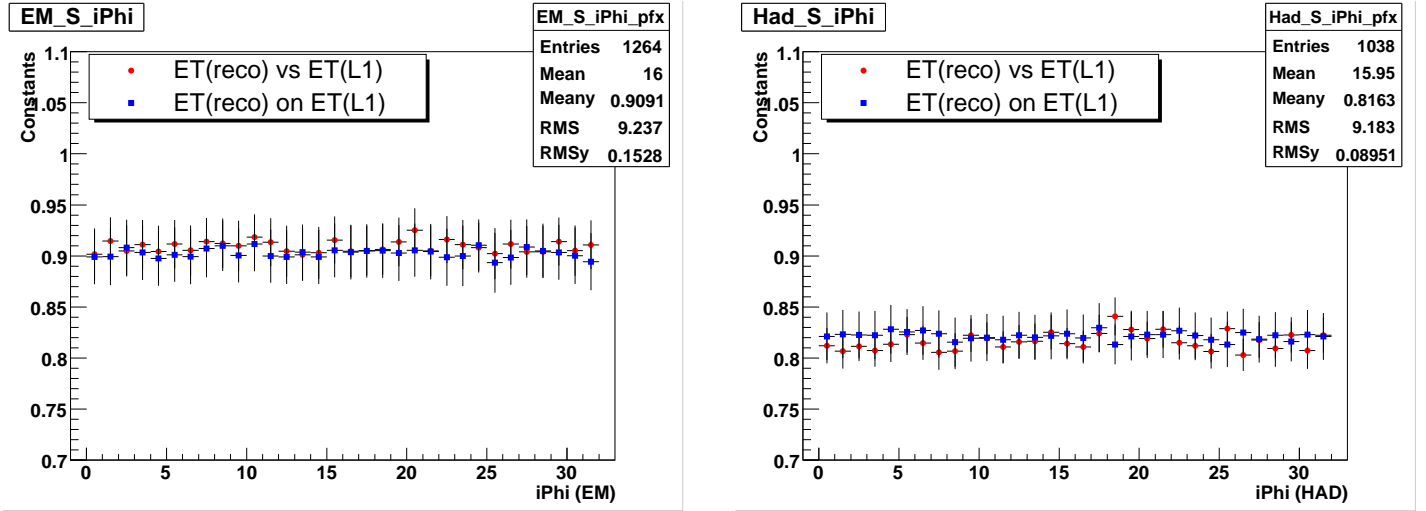 EM_S_iPhi
EM_S_iPhi_pfx
Entries 1264
Mean 16
Meany 0.9091
RMS 9.237
RMSy 0.1528
ET(reco) vs ET(L1)
ET(reco) on ET(L1)
Constants
1.1
1.05
1
0.95
0.9
0.85
0.8
0.75
0.7
0 5 10 15 20 25 30
iPhi (EM)
Had_S_iPhi
Had_S_iPhi_pfx
Entries 1038
Mean 15.95
Meany 0.8163
RMS 9.183
RMSy 0.08951
ET(reco) vs ET(L1)
ET(reco) on ET(L1)
Constants
1.1
1.05
1
0.95
0.9
0.85
0.8
0.75
0.7
0 5 10 15 20 25 30
iPhi (HAD)